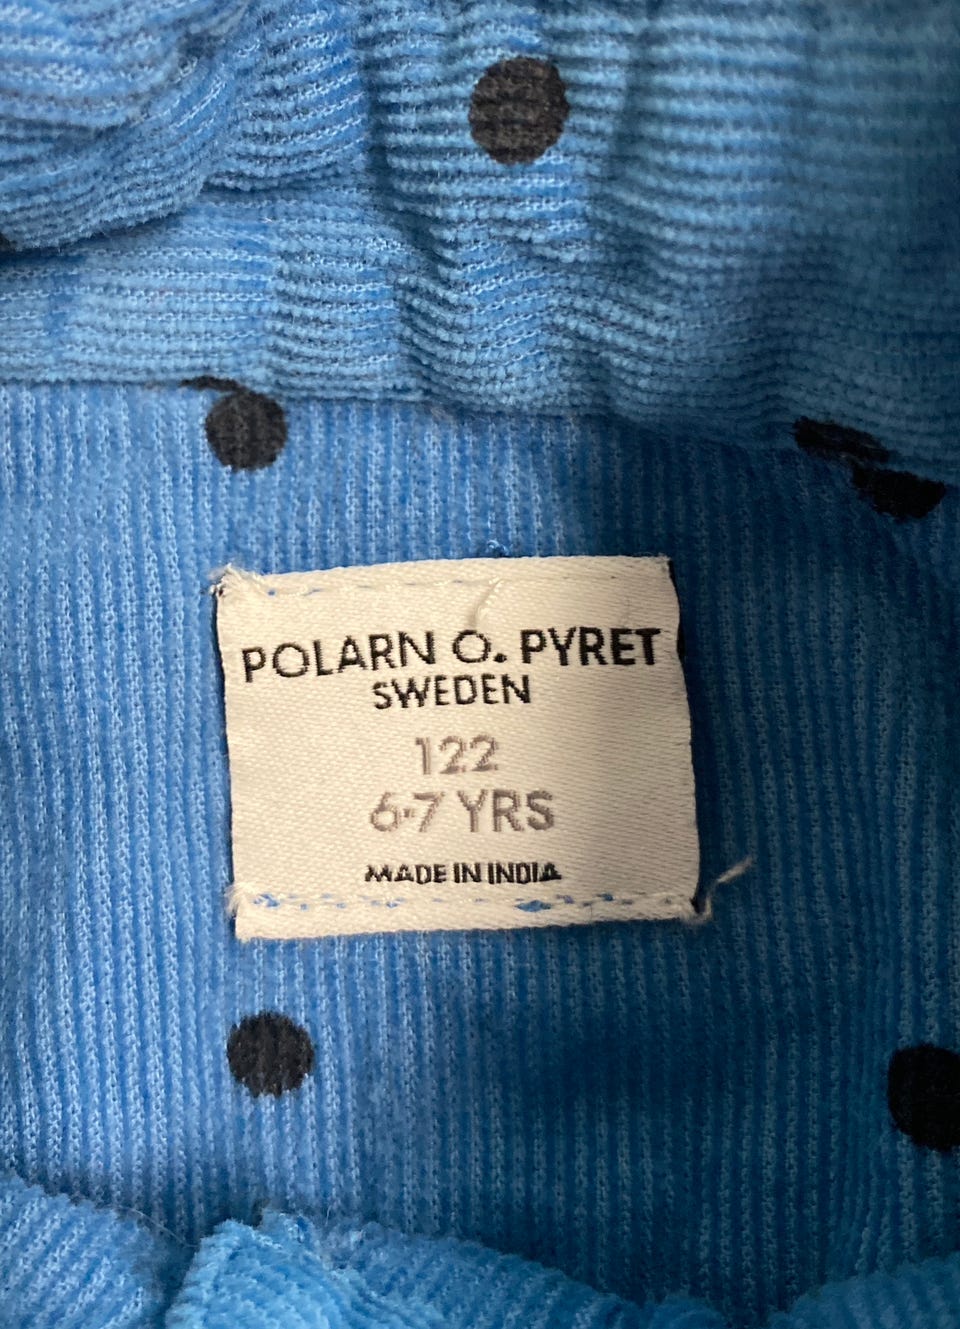 POLARN O. PYRET
SWEDEN
122
6-7 YRS
MADE IN INDIA